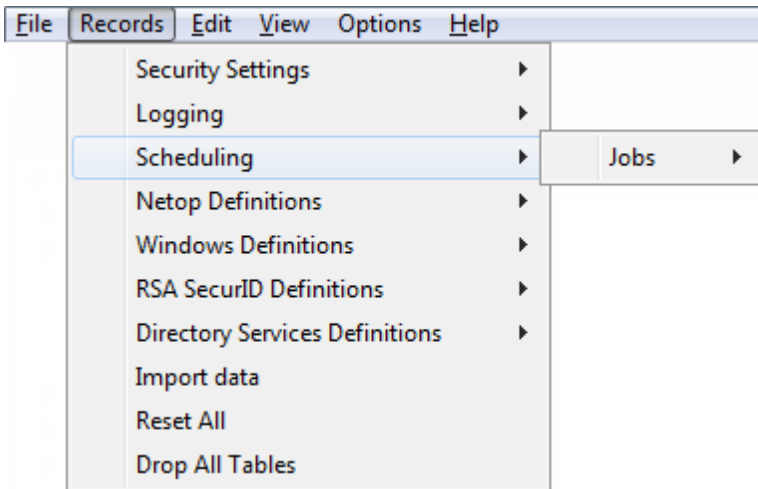 File Records Edit View Options Help
Security Settings
Logging
Scheduling Jobs
Netop Definitions
Windows Definitions
RSA SecurID Definitions
Directory Services Definitions
Import data
Reset All
Drop All Tables